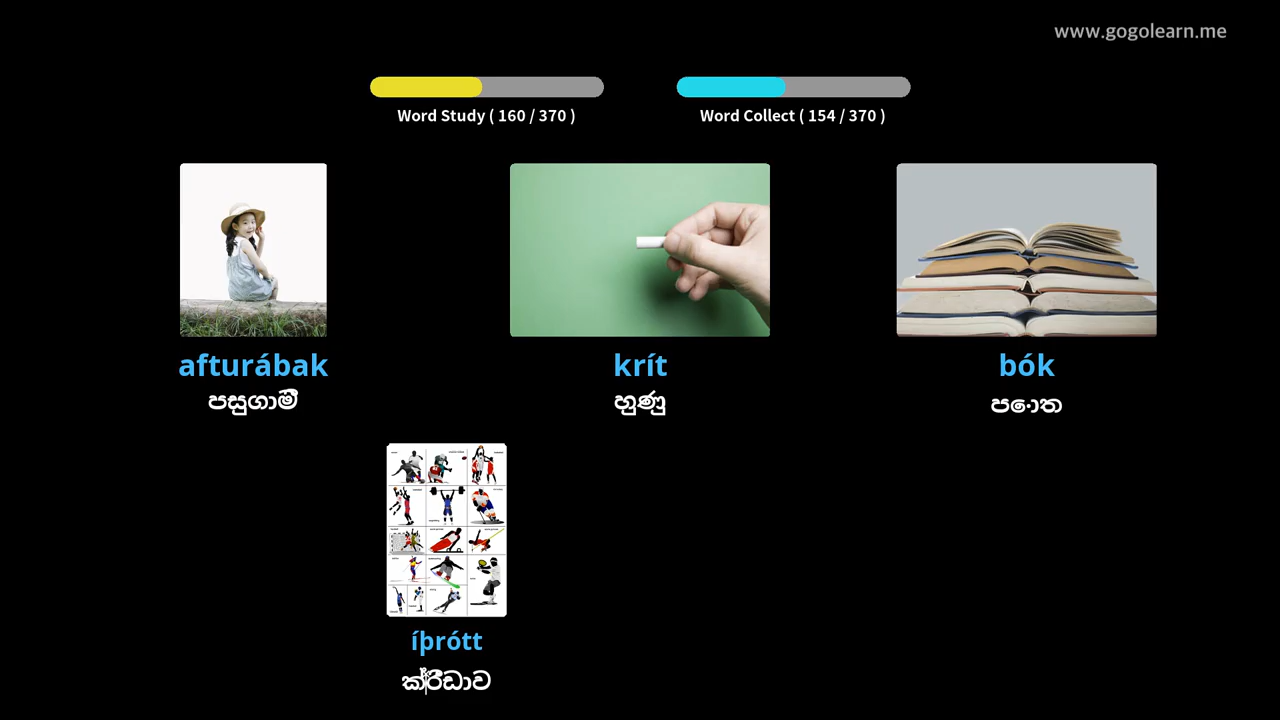 www.gogolearn.me
Word Study ( 160 / 370 )
Word Collect ( 154 / 370 )
afturábak
krít
bók
පසුගාමී
හුණු
පොත
íþrótt
ක්‍රීඩාව